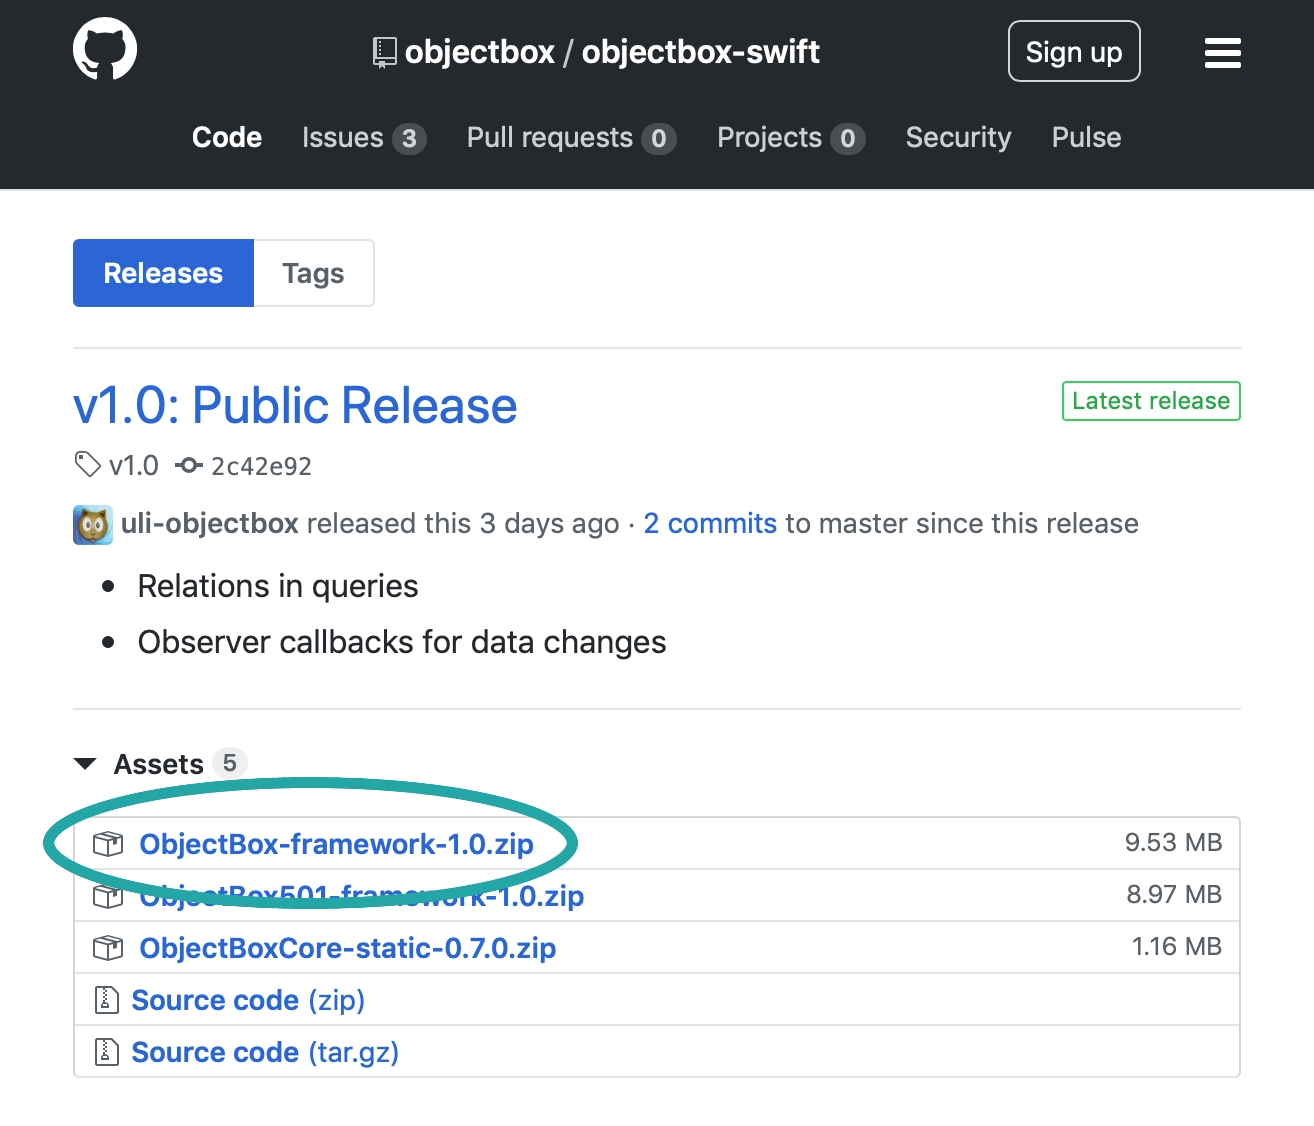 objectbox / objectbox-swift
Sign up
Code Issues 3 Pull requests 0 Projects 0 Security Pulse
Releases Tags
v1.0: Public Release
Latest release
v1.0 2c42e92
uli-objectbox released this 3 days ago · 2 commits to master since this release
• Relations in queries
• Observer callbacks for data changes
Assets 5
ObjectBox-framework-1.0.zip 9.53 MB
ObjectBox501-framework-1.0.zip 8.97 MB
ObjectBoxCore-static-0.7.0.zip 1.16 MB
Source code (zip)
Source code (tar.gz)